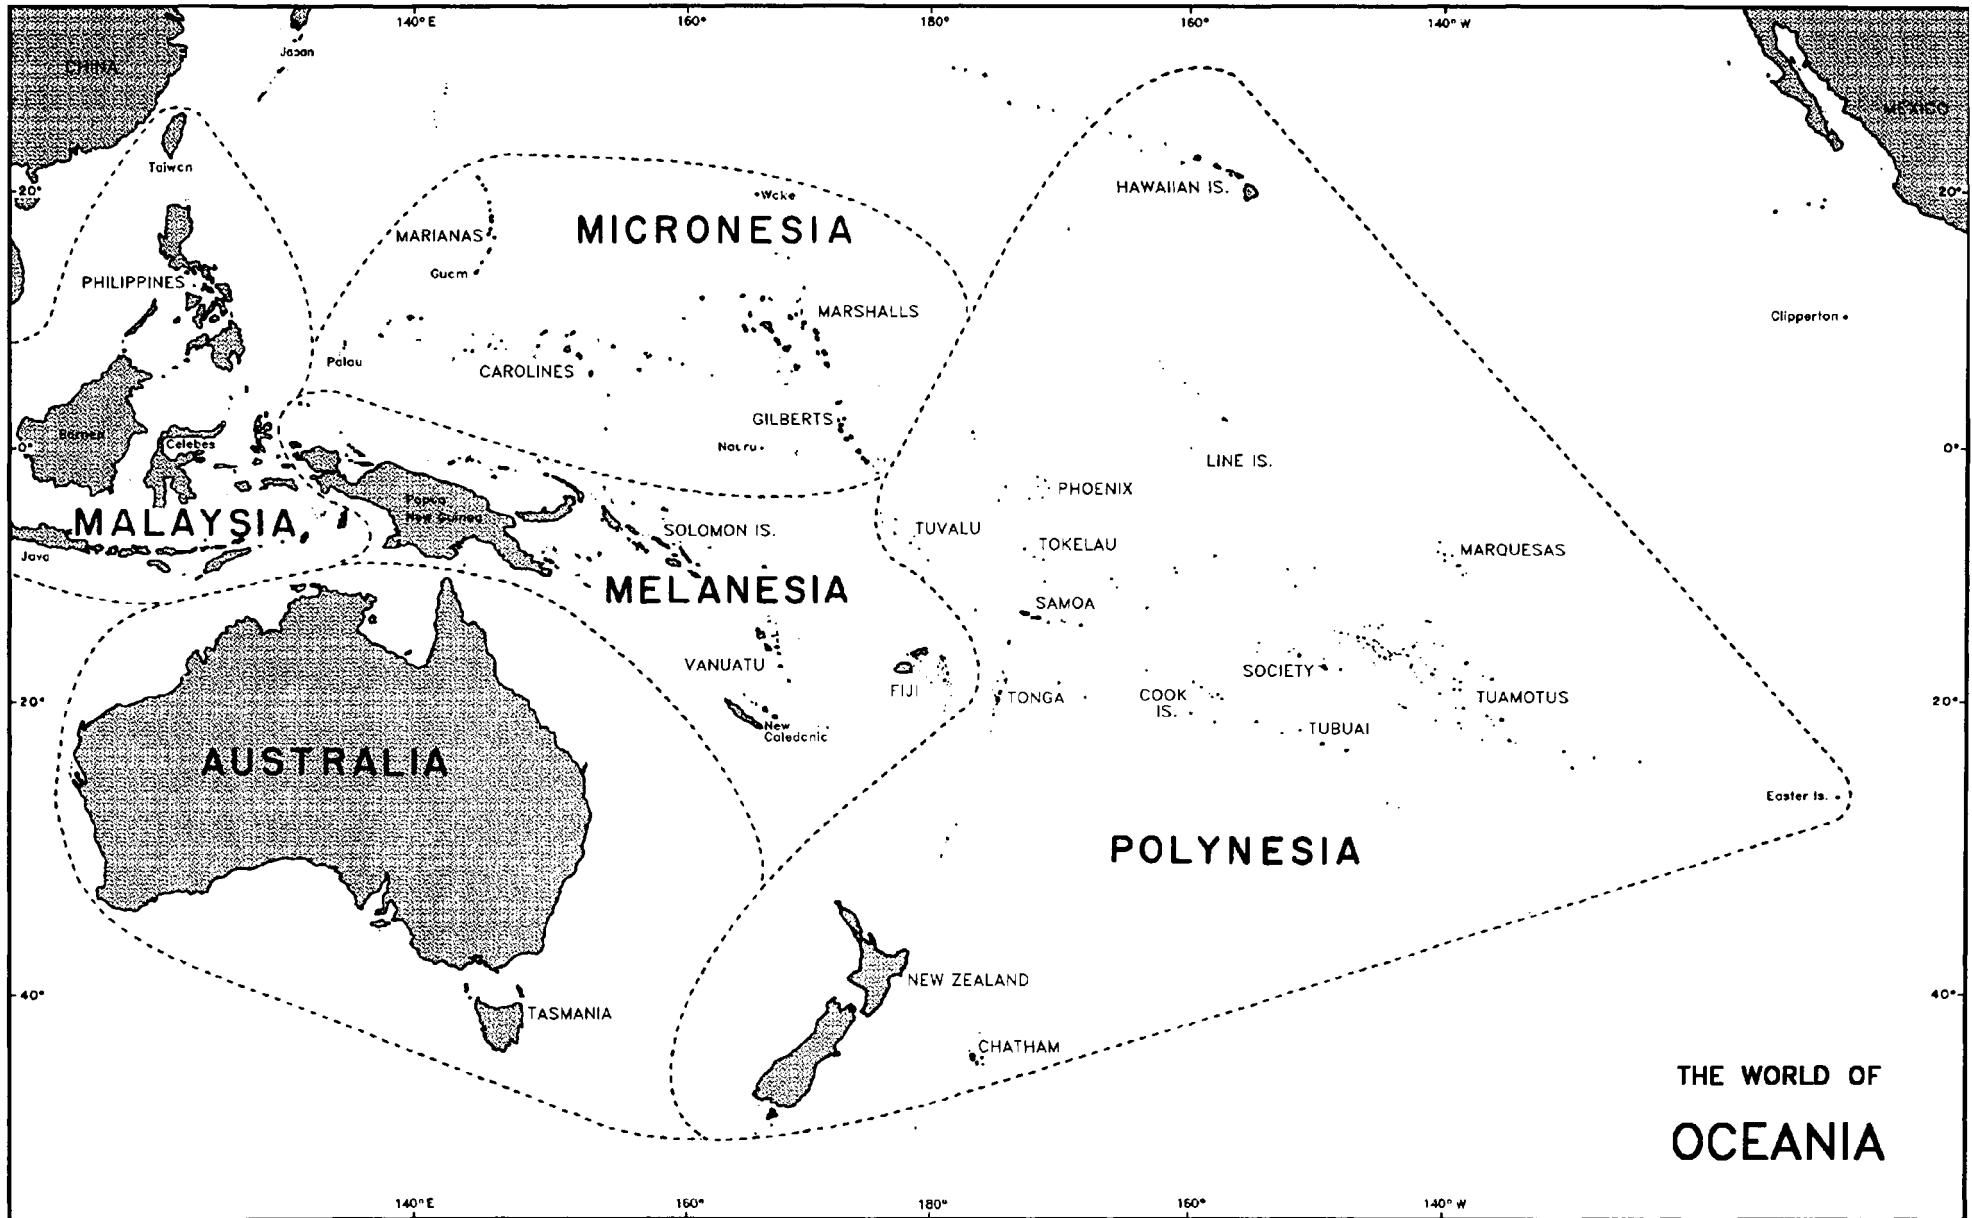 140° E 160° 180° 160° 140° W
Japan
CHINA
MEXICO
Taiwan
20°
20°
HAWAIIAN IS.
Wake
MICRONESIA
MARIANAS
Guam
PHILIPPINES
MARSHALLS
Clipperton
Palau
CAROLINES
GILBERTS
Borneo
Celebes
0°
Nauru
0°
LINE IS.
PHOENIX
Papua
New Guinea
MALAYSIA
SOLOMON IS.
TUVALU
TOKELAU
MARQUESAS
Java
MELANESIA
SAMOA
VANUATU
SOCIETY
FIJI
TONGA
COOK
IS.
TUAMOTUS
20°
20°
New
Caledonia
TUBUAI
AUSTRALIA
Easter Is.
POLYNESIA
NEW ZEALAND
40°
40°
TASMANIA
CHATHAM
THE WORLD OF
OCEANIA
140° E 160° 180° 160° 140° W